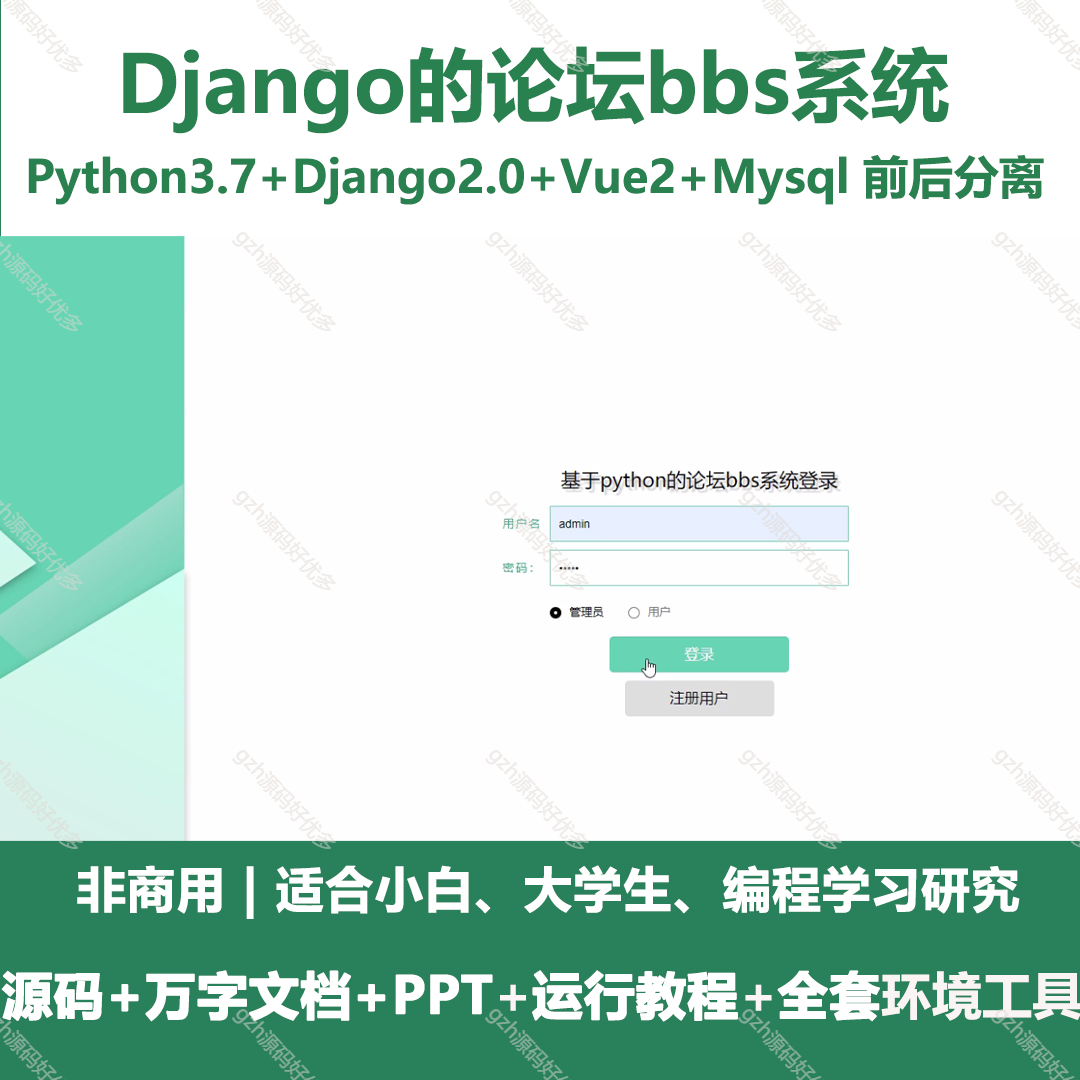 Django的论坛bbs系统
Python3.7+Django2.0+Vue2+Mysql 前后分离
基于python的论坛bbs系统登录
用户名 admin
密码： •••••
管理员 用户
登录
注册用户
非商用 | 适合小白、大学生、编程学习研究
源码+万字文档+PPT+运行教程+全套环境工具
gzh源码好优多